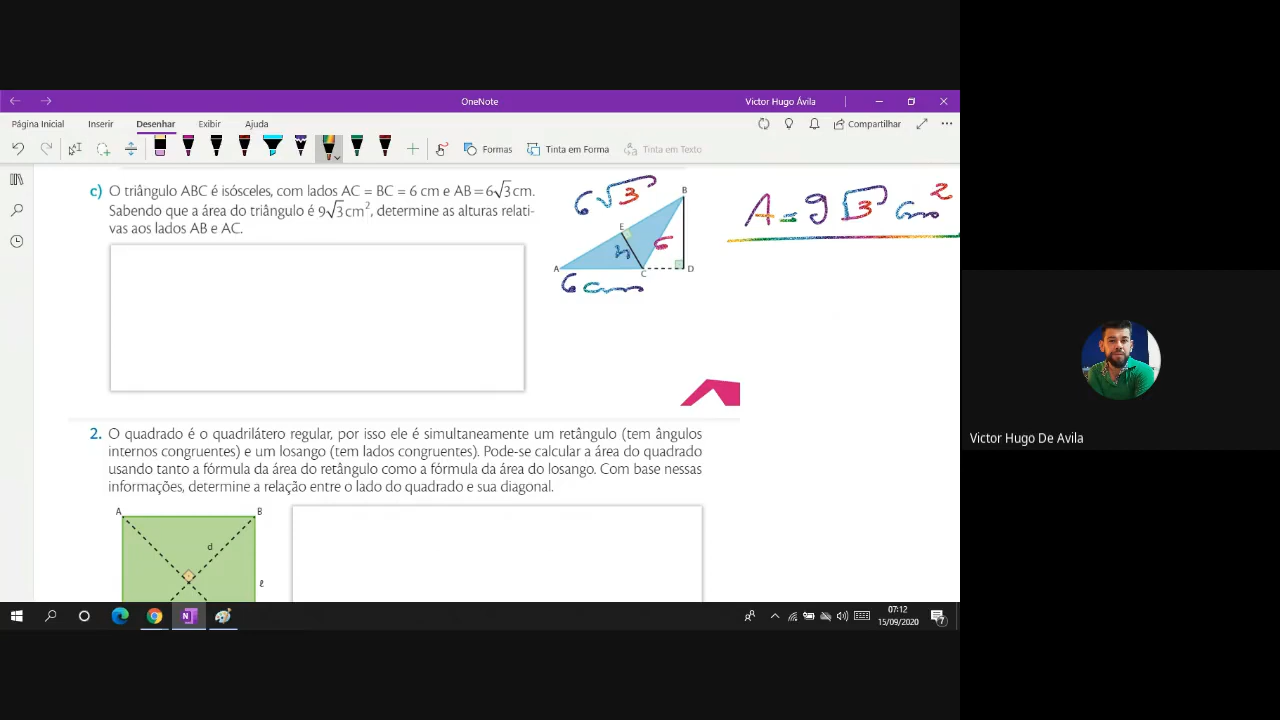 OneNote
Victor Hugo Ávila
Página Inicial Inserir Desenhar Exibir Ajuda
Compartilhar
Formas Tinta em Forma Tinta em Texto
c) O triângulo ABC é isósceles, com lados AC = BC = 6 cm e AB = 6√3 cm.
Sabendo que a área do triângulo é 9√3 cm², determine as alturas relati-
vas aos lados AB e AC.
6√3
B
E
h
6
A
C
D
6 cm
A = 9√3 cm²
2. O quadrado é o quadrilátero regular, por isso ele é simultaneamente um retângulo (tem ângulos
internos congruentes) e um losango (tem lados congruentes). Pode-se calcular a área do quadrado
usando tanto a fórmula da área do retângulo como a fórmula da área do losango. Com base nessas
informações, determine a relação entre o lado do quadrado e sua diagonal.
A
B
d
ℓ
Victor Hugo De Avila
07:12
15/09/2020
7